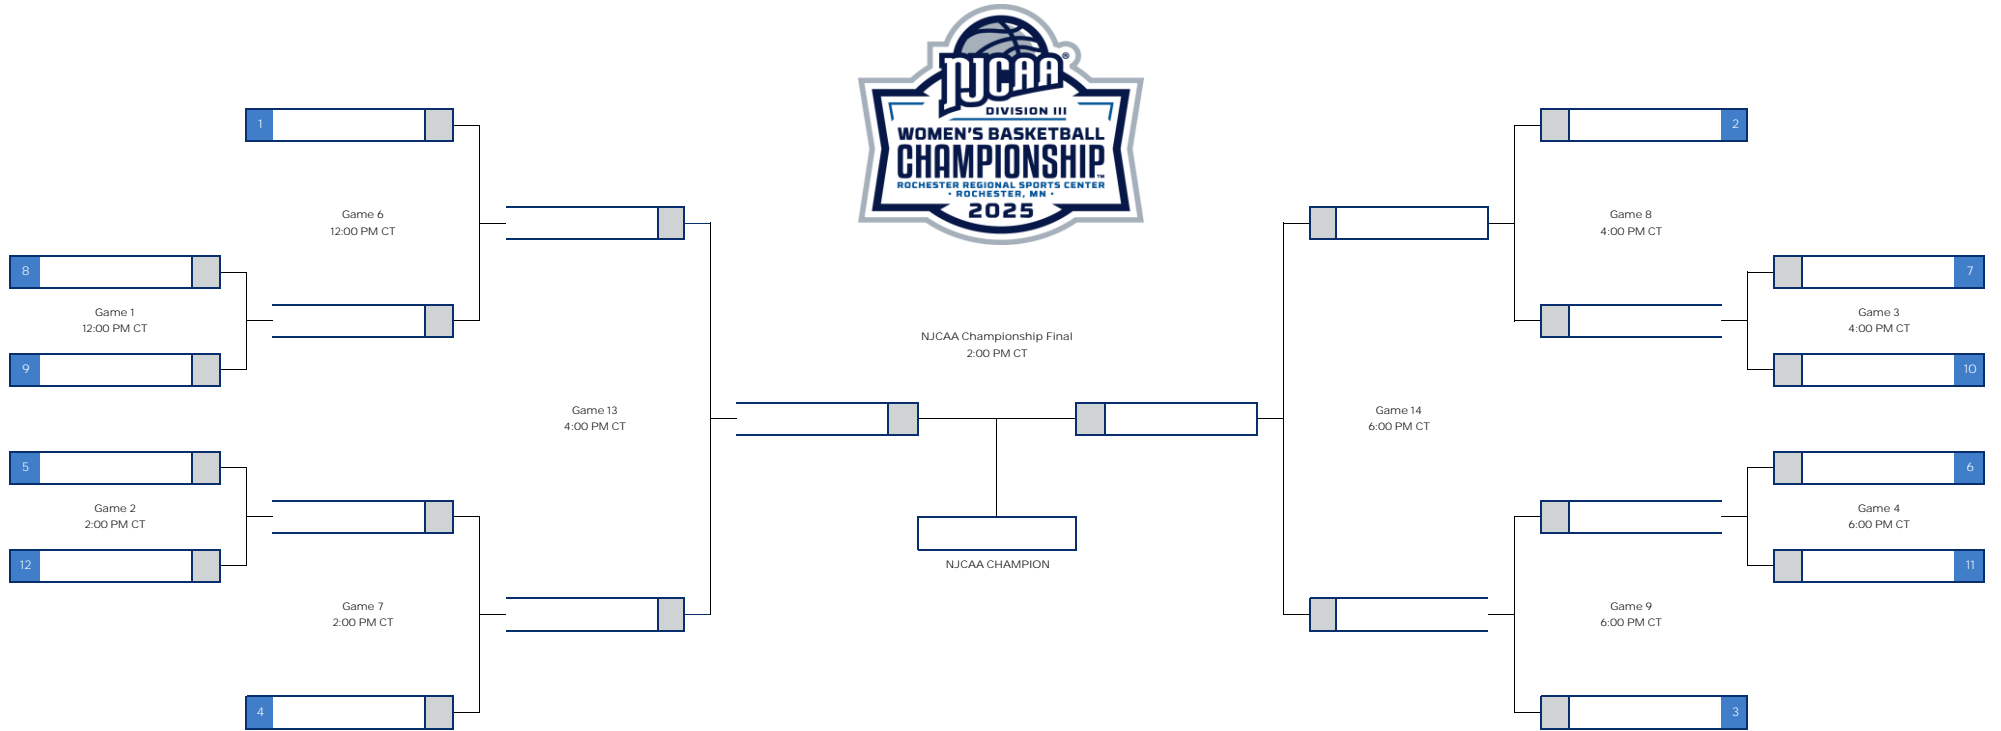 NJCAA®
DIVISION III
WOMEN'S BASKETBALL
CHAMPIONSHIP™
ROCHESTER REGIONAL SPORTS CENTER
• ROCHESTER, MN •
2025
1
Game 6
12:00 PM CT
8
Game 1
12:00 PM CT
9
5
Game 2
2:00 PM CT
12
Game 7
2:00 PM CT
4
Game 13
4:00 PM CT
NJCAA Championship Final
2:00 PM CT
NJCAA CHAMPION
Game 14
6:00 PM CT
2
Game 8
4:00 PM CT
7
Game 3
4:00 PM CT
10
6
Game 4
6:00 PM CT
11
Game 9
6:00 PM CT
3